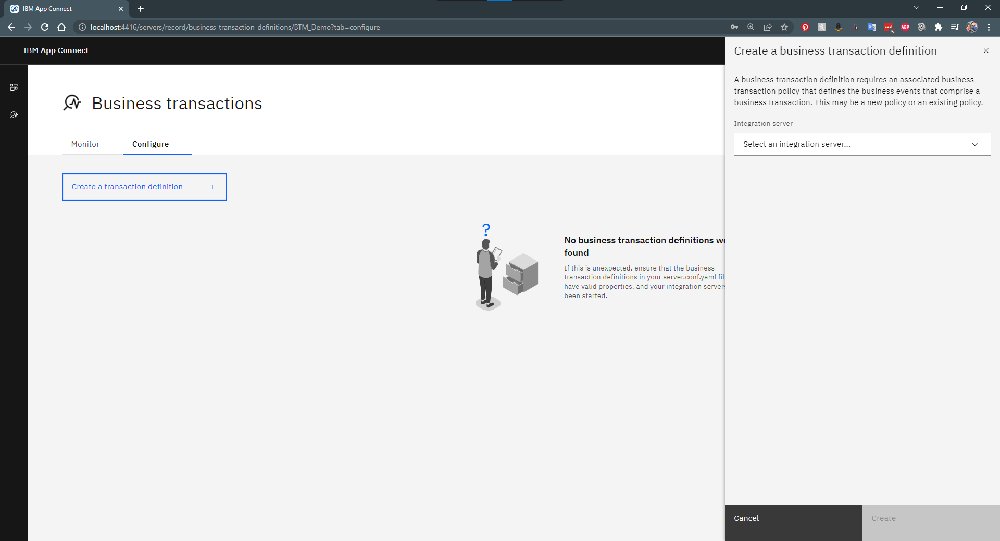 IBM App Connect
localhost:4416/servers/record/business-transaction-definitions/BTM_Demo?tab=configure
5
ABP
IBM App Connect
Business transactions
Monitor
Configure
Create a transaction definition +
?
No business transaction definitions we
found
If this is unexpected, ensure that the business
transaction definitions in your server.conf.yaml fil
have valid properties, and your integration servers
been started.
Create a business transaction definition
A business transaction definition requires an associated business
transaction policy that defines the business events that comprise a
business transaction. This may be a new policy or an existing policy.
Integration server
Select an integration server...
Cancel
Create